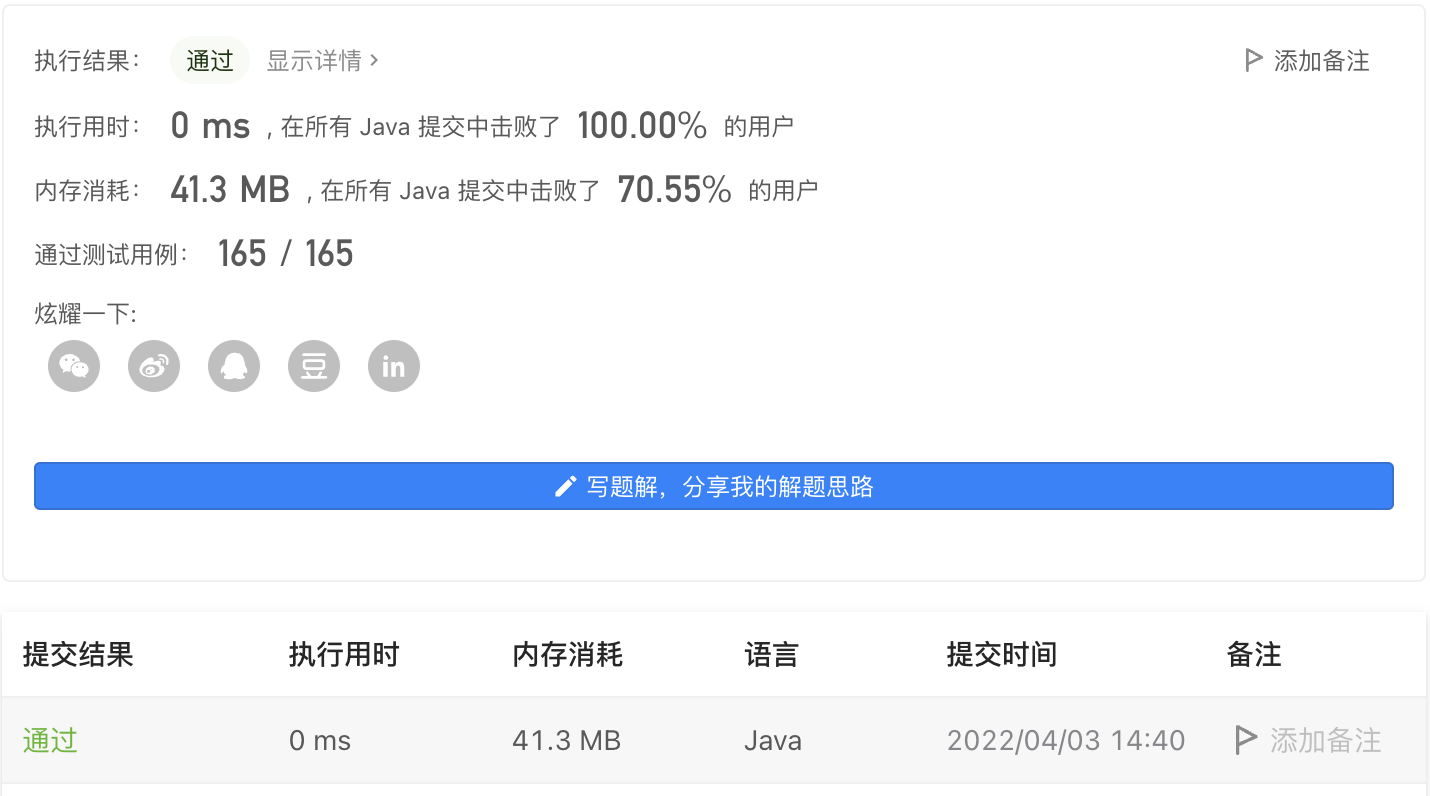 执行结果： 通过 显示详情 > 添加备注
执行用时： 0 ms , 在所有 Java 提交中击败了 100.00% 的用户
内存消耗： 41.3 MB , 在所有 Java 提交中击败了 70.55% 的用户
通过测试用例： 165 / 165
炫耀一下:
豆 in
写题解，分享我的解题思路
提交结果 执行用时 内存消耗 语言 提交时间 备注
通过 0 ms 41.3 MB Java 2022/04/03 14:40 添加备注